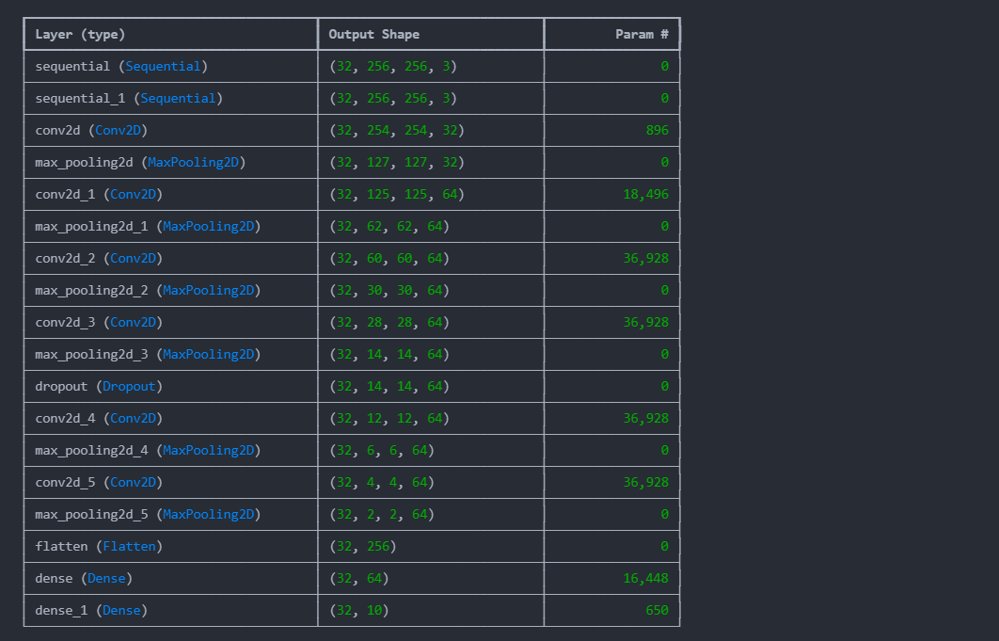 Layer (type) Output Shape Param #
sequential (Sequential) (32, 256, 256, 3) 0
sequential_1 (Sequential) (32, 256, 256, 3) 0
conv2d (Conv2D) (32, 254, 254, 32) 896
max_pooling2d (MaxPooling2D) (32, 127, 127, 32) 0
conv2d_1 (Conv2D) (32, 125, 125, 64) 18,496
max_pooling2d_1 (MaxPooling2D) (32, 62, 62, 64) 0
conv2d_2 (Conv2D) (32, 60, 60, 64) 36,928
max_pooling2d_2 (MaxPooling2D) (32, 30, 30, 64) 0
conv2d_3 (Conv2D) (32, 28, 28, 64) 36,928
max_pooling2d_3 (MaxPooling2D) (32, 14, 14, 64) 0
dropout (Dropout) (32, 14, 14, 64) 0
conv2d_4 (Conv2D) (32, 12, 12, 64) 36,928
max_pooling2d_4 (MaxPooling2D) (32, 6, 6, 64) 0
conv2d_5 (Conv2D) (32, 4, 4, 64) 36,928
max_pooling2d_5 (MaxPooling2D) (32, 2, 2, 64) 0
flatten (Flatten) (32, 256) 0
dense (Dense) (32, 64) 16,448
dense_1 (Dense) (32, 10) 650